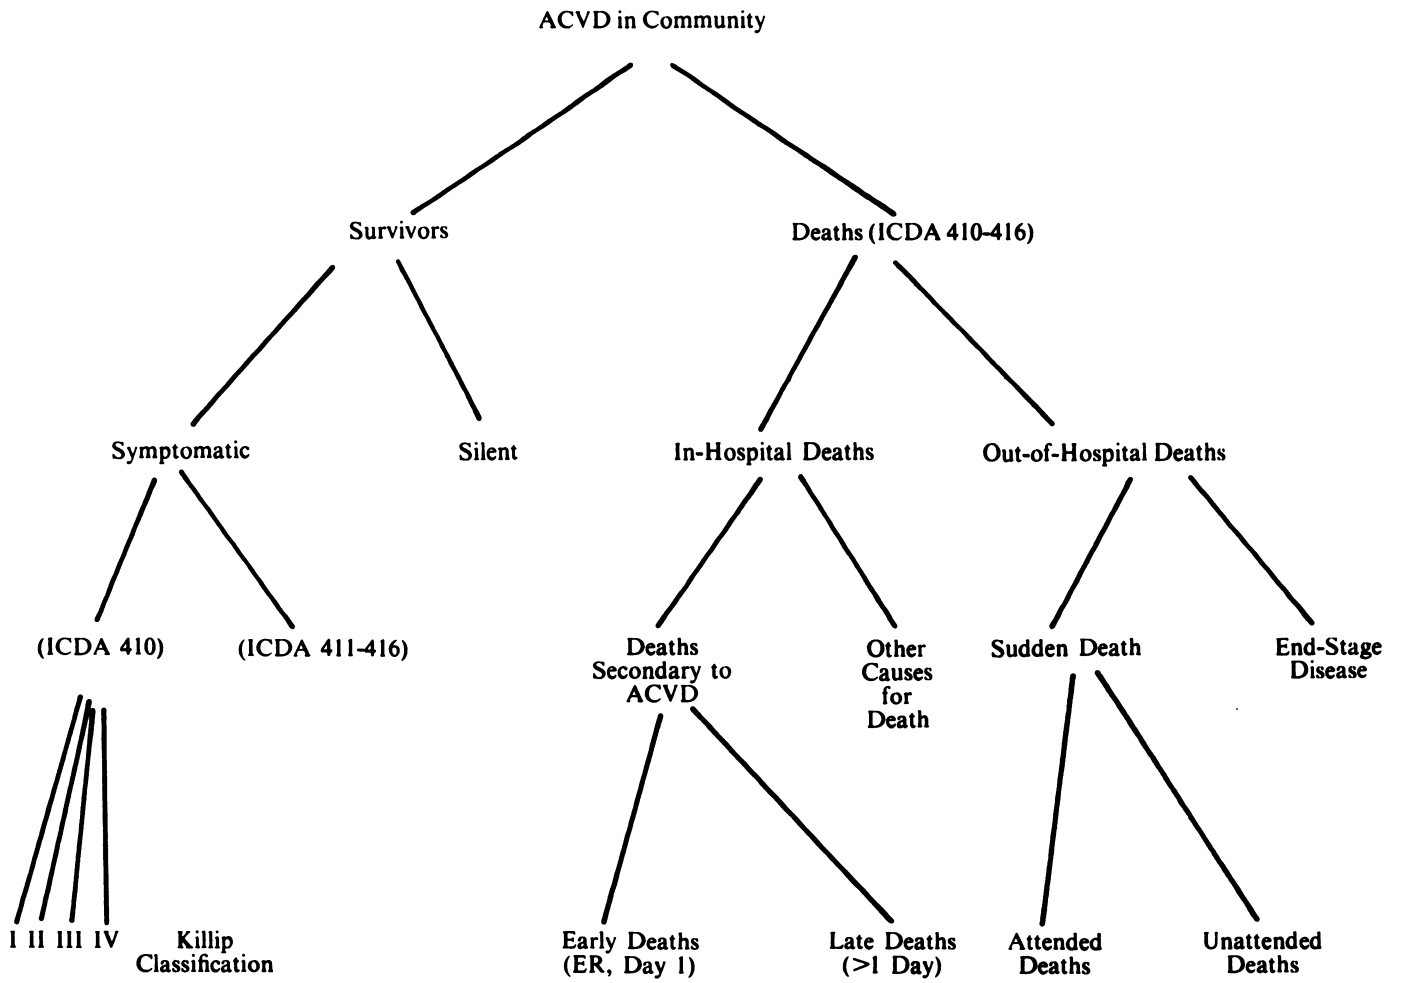 ACVD in Community
Survivors
Deaths (ICDA 410-416)
Symptomatic
Silent
In-Hospital Deaths
Out-of-Hospital Deaths
(ICDA 410)
(ICDA 411-416)
Deaths
Secondary to
ACVD
Other
Causes
for
Death
Sudden Death
End-Stage
Disease
I II III IV
Killip
Classification
Early Deaths
(ER, Day 1)
Late Deaths
(>1 Day)
Attended
Deaths
Unattended
Deaths